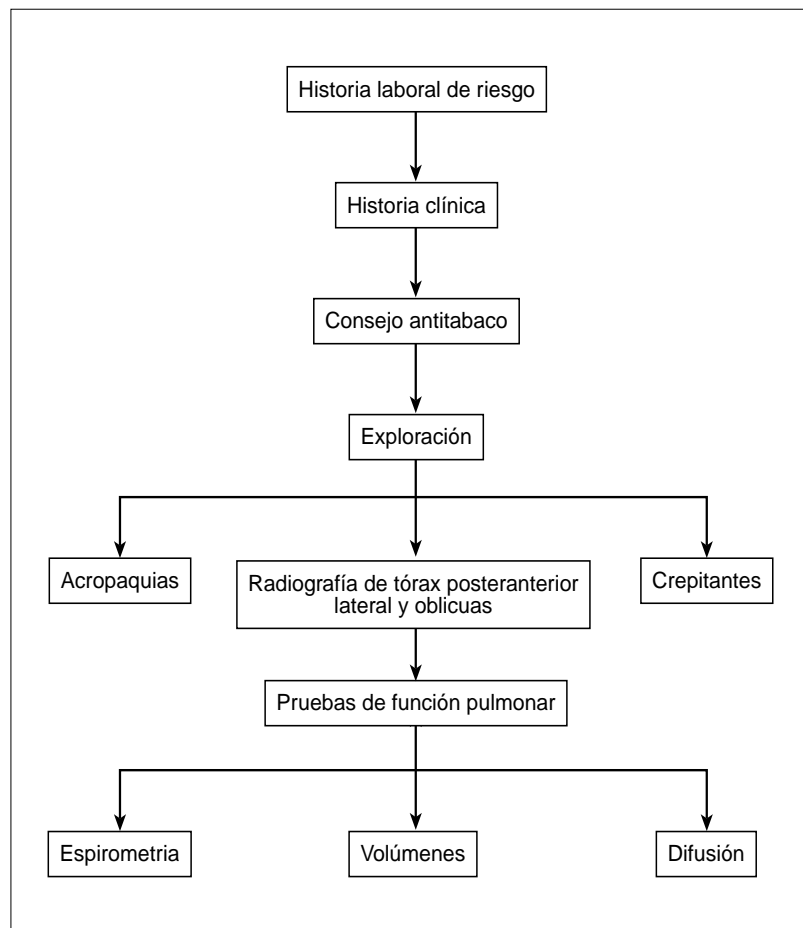 Historia laboral de riesgo
Historia clínica
Consejo antitabaco
Exploración
Acropaquias
Radiografía de tórax posteranterior
lateral y oblicuas
Crepitantes
Pruebas de función pulmonar
Espirometria
Volúmenes
Difusión